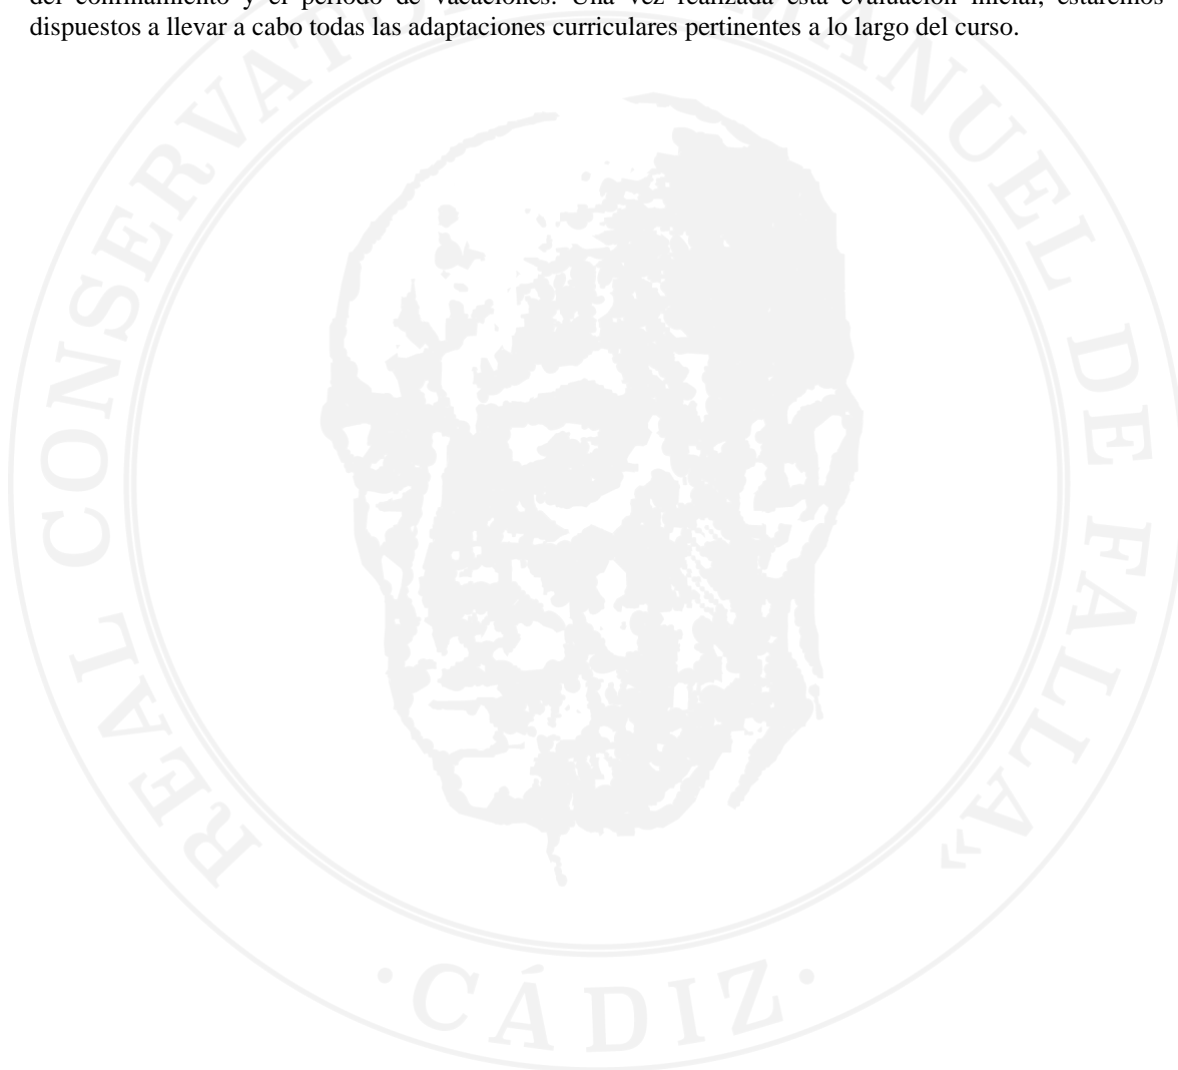 del confinamiento y el periodo de vacaciones. Una vez realizada esta evaluación inicial, estaremos
dispuestos a llevar a cabo todas las adaptaciones curriculares pertinentes a lo largo del curso.
REAL CONSERVAT ANUEL DE FALLA»
·CÁDIZ·